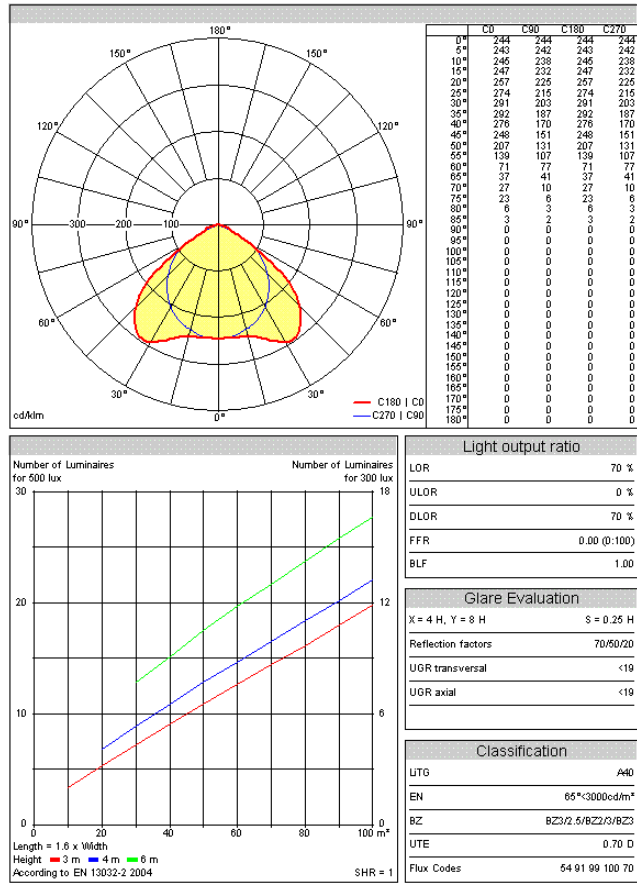 180°
150° 150°
120° 120°
90° 300 200 100 90°
60° 60°
30° 30°
0°
cd/klm
C180 | C0
C270 | C90
C0 C90 C180 C270
0° 244 244 244 244
5° 243 242 243 242
10° 245 238 245 238
15° 247 232 247 232
20° 257 225 257 225
25° 274 215 274 215
30° 291 203 291 203
35° 292 187 292 187
40° 276 170 276 170
45° 248 151 248 151
50° 207 131 207 131
55° 139 107 139 107
60° 71 77 71 77
65° 37 41 37 41
70° 27 10 27 10
75° 23 6 23 6
80° 6 3 6 3
85° 3 2 3 2
90° 0 0 0 0
95° 0 0 0 0
100° 0 0 0 0
105° 0 0 0 0
110° 0 0 0 0
115° 0 0 0 0
120° 0 0 0 0
125° 0 0 0 0
130° 0 0 0 0
135° 0 0 0 0
140° 0 0 0 0
145° 0 0 0 0
150° 0 0 0 0
155° 0 0 0 0
160° 0 0 0 0
165° 0 0 0 0
170° 0 0 0 0
175° 0 0 0 0
180° 0 0 0 0
Number of Luminaires
for 500 lux
Number of Luminaires
for 300 lux
30 18
20 12
10 6
0 0
0 20 40 60 80 100 m²
Length = 1.6 x Width
Height 3 m 4 m 6 m
According to EN 13032-2 2004 SHR = 1
Light output ratio
LOR 70 %
ULOR 0 %
DLOR 70 %
FFR 0.00 (0:100)
BLF 1.00
Glare Evaluation
X = 4 H, Y = 8 H S = 0.25 H
Reflection factors 70/50/20
UGR transversal <19
UGR axial <19
Classification
LiTG A40
EN 65°<3000cd/m²
BZ BZ3/2.5/BZ2/3/BZ3
UTE 0.70 D
Flux Codes 54 91 99 100 70